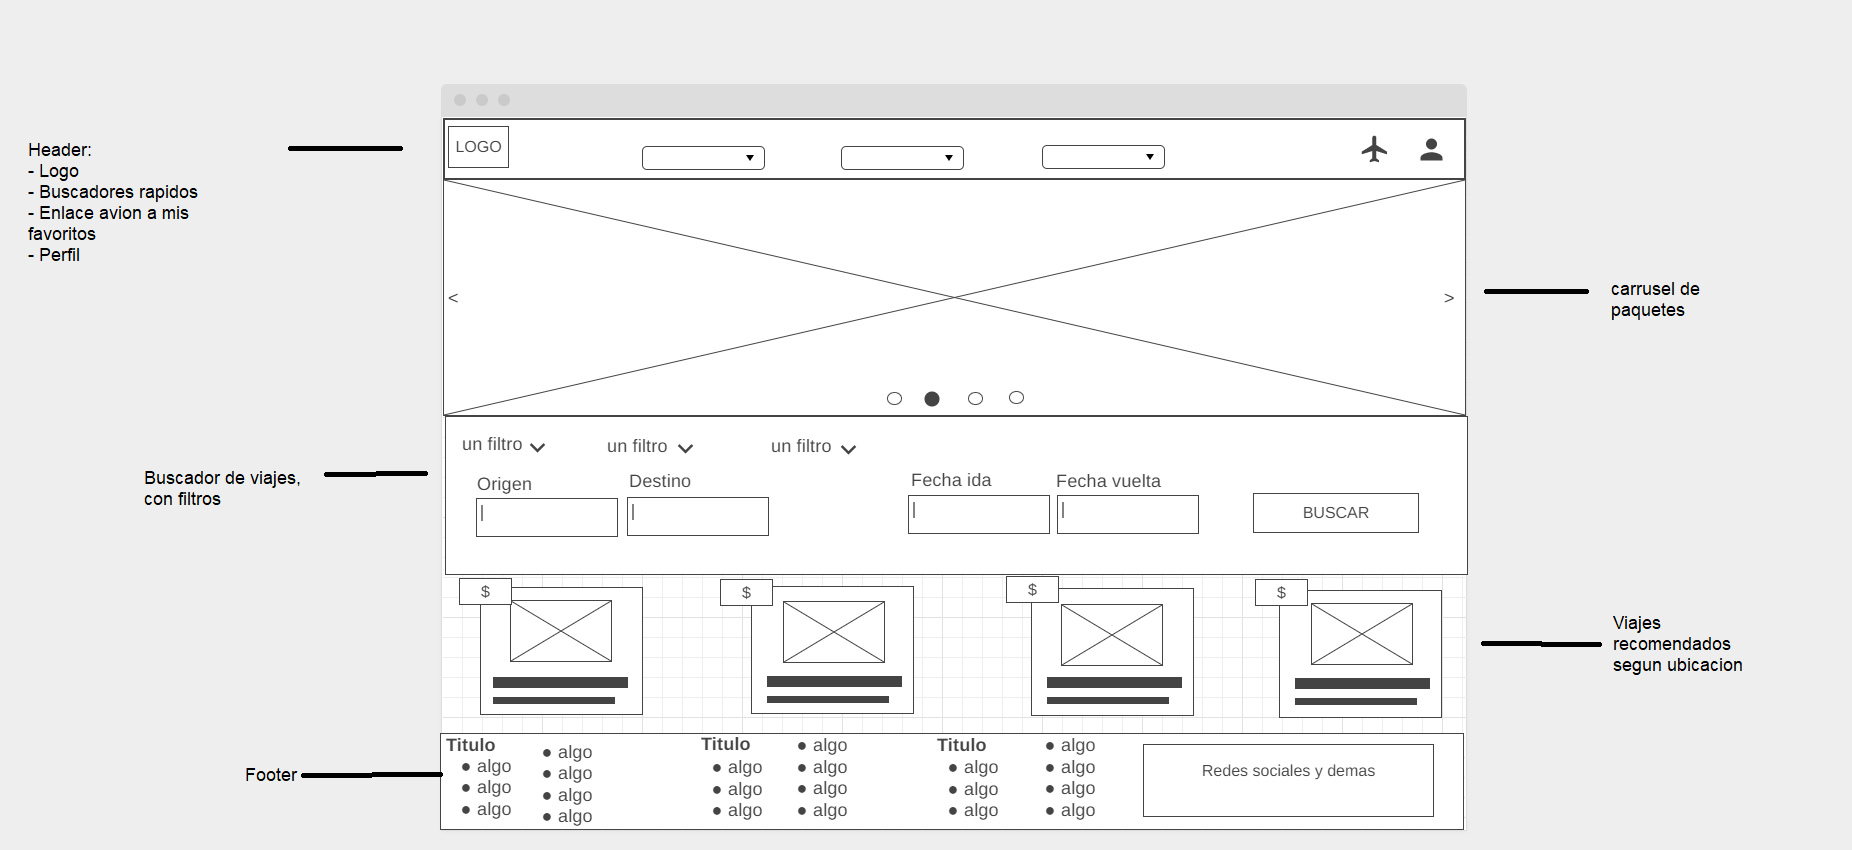 Header:
- Logo
- Buscadores rapidos
- Enlace avion a mis
favoritos
- Perfil
LOGO
<
>
carrusel de
paquetes
Buscador de viajes,
con filtros
un filtro
un filtro
un filtro
Origen
Destino
Fecha ida
Fecha vuelta
BUSCAR
$
$
$
$
Viajes
recomendados
segun ubicacion
Footer
Titulo
• algo
• algo
• algo
• algo
• algo
• algo
• algo
Titulo
• algo
• algo
• algo
• algo
• algo
• algo
• algo
Titulo
• algo
• algo
• algo
• algo
• algo
• algo
• algo
Redes sociales y demas